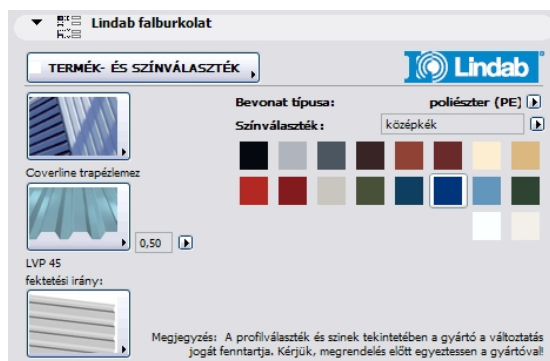 Lindab falburkolat
TERMÉK- ÉS SZÍNVÁLASZTÉK
Lindab
Bevonat típusa: poliészter (PE)
Színválaszték: középkék
Coverline trapézlemez
0,50
LVP 45
fektetési irány:
Megjegyzés: A profilválaszték és szinek tekintetében a gyártó a változtatás
jogát fenntartja. Kérjük, megrendelés előtt egyeztessen a gyártóval!